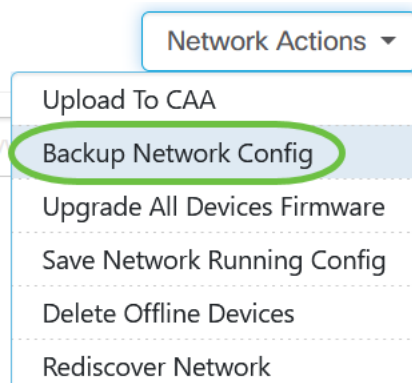 Network Actions
Upload To CAA
Backup Network Config
Upgrade All Devices Firmware
Save Network Running Config
Delete Offline Devices
Rediscover Network